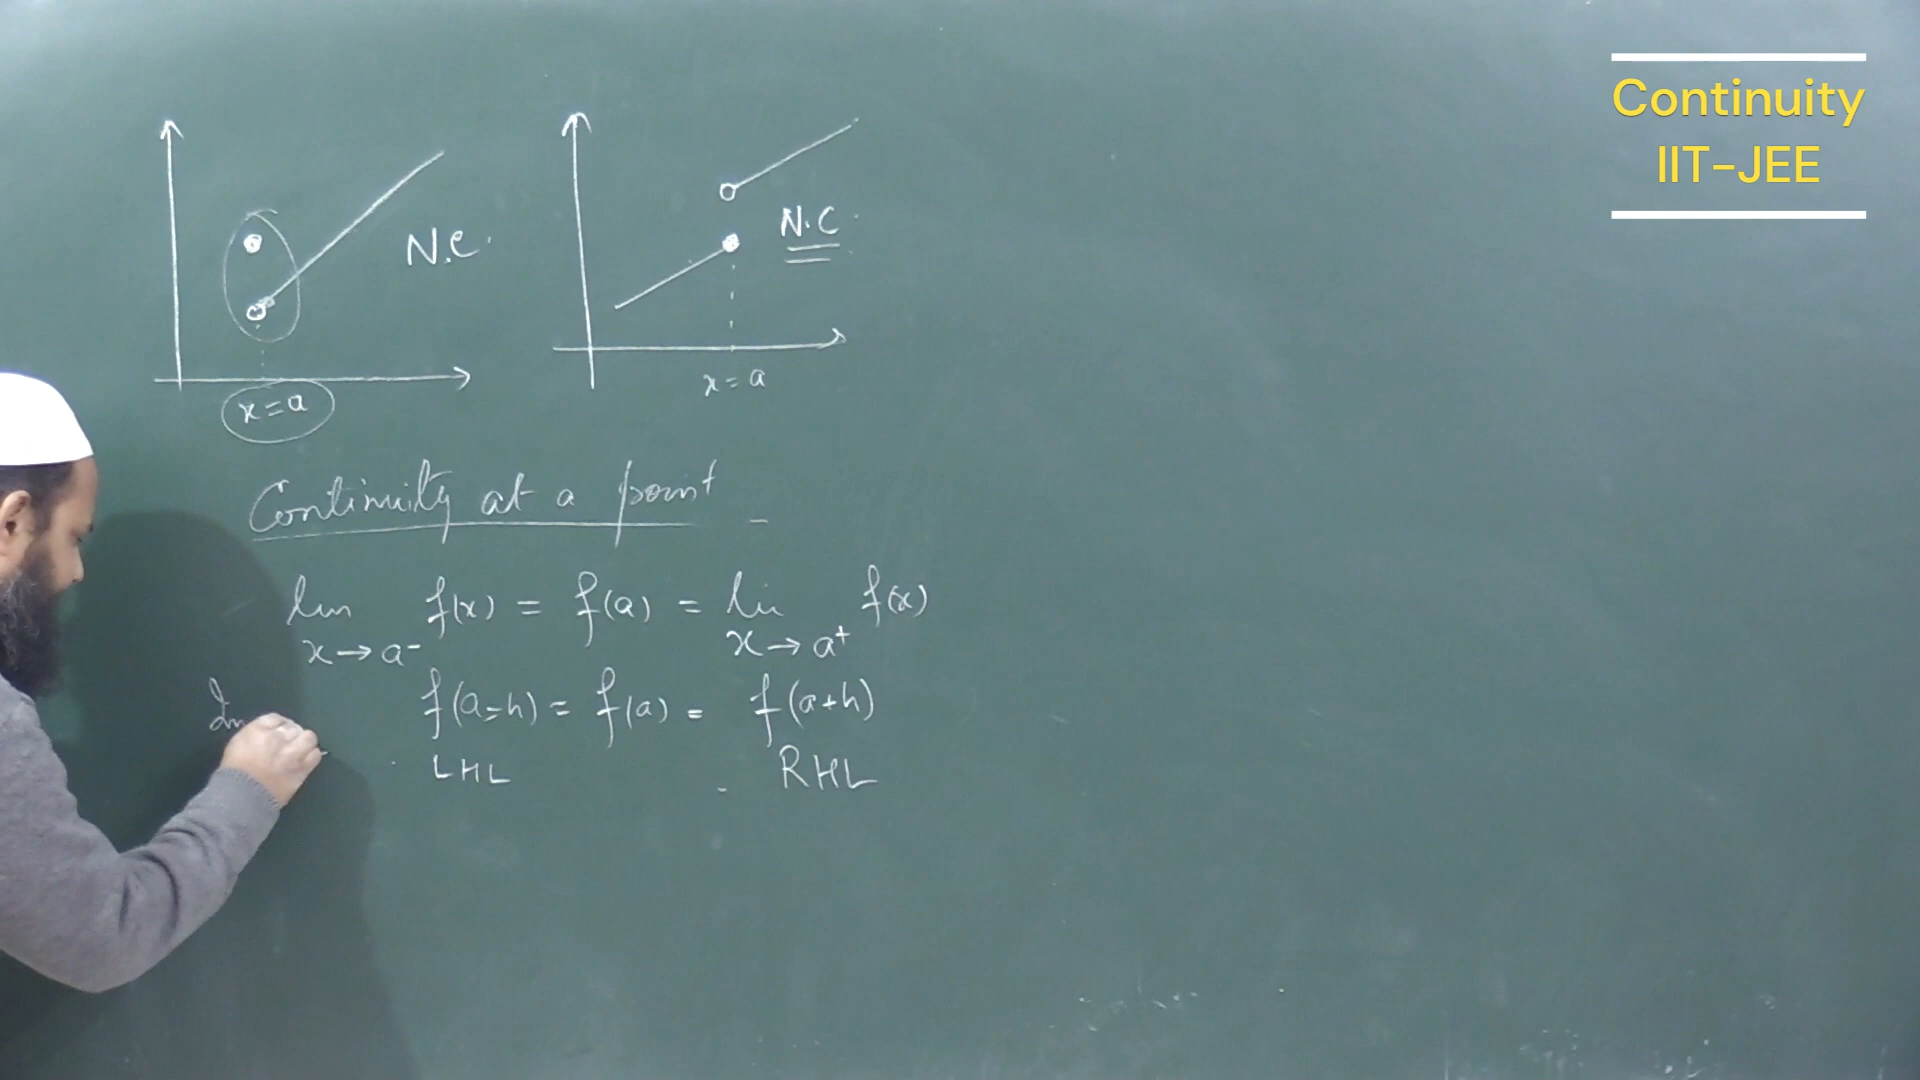 Continuity
IIT-JEE
N.C.
N.C.
x=a
x=a
Continuity at a point -
lim f(x) = f(a) = lim f(x)
x→a⁻ x→a⁺
f(a-h) = f(a) = f(a+h)
LHL RHL